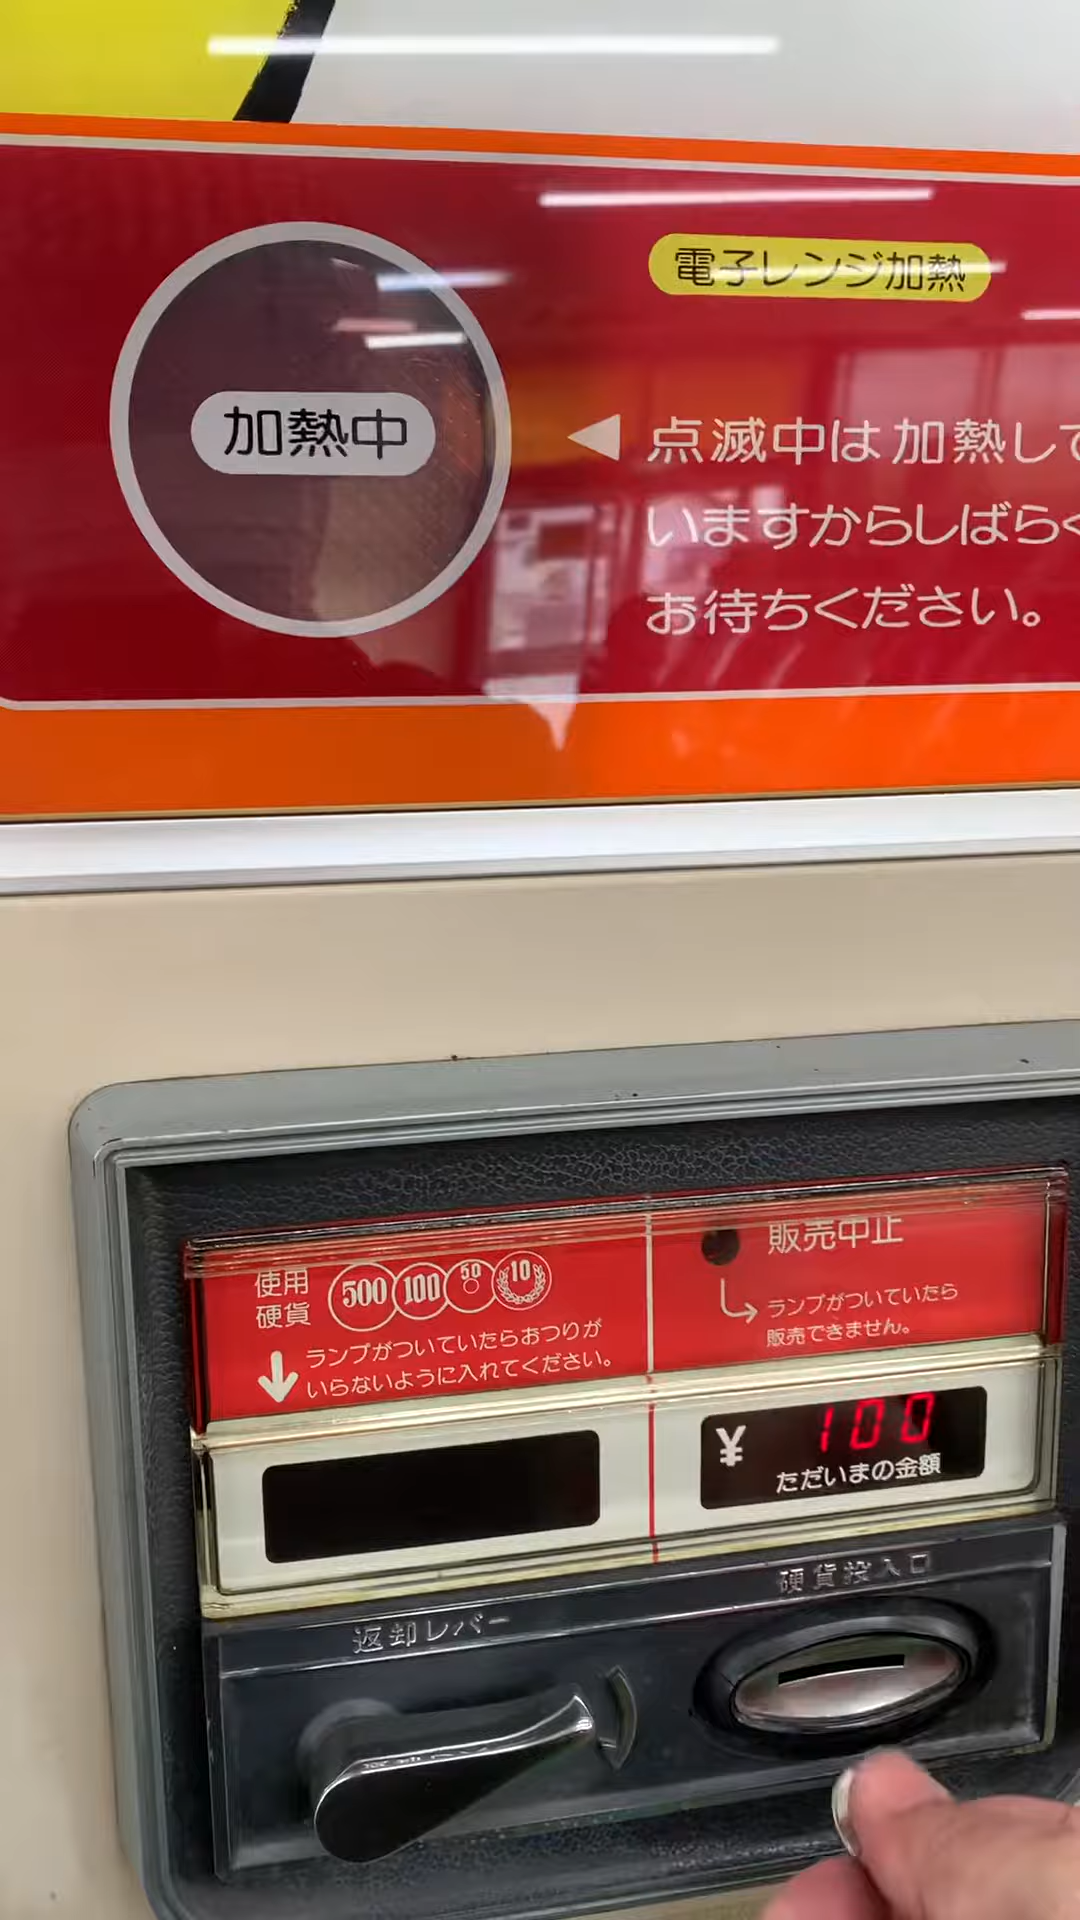 電子レンジ加熱
加熱中
点滅中は加熱して
いますからしばらく
お待ちください。
使用
硬貨
500 100 50 10
ランプがついていたらおつりが
いらないように入れてください。
販売中止
ランプがついていたら
販売できません。
¥ 100
ただいまの金額
返却レバー
硬貨投入口